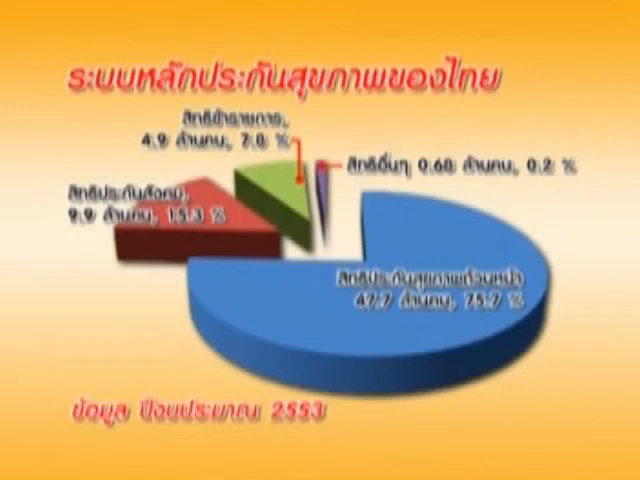 ระบบหลักประกันสุขภาพของไทย
สิทธิข้าราชการ,
4.9 ล้านคน, 7.8 %
สิทธิอื่นๆ 0.68 ล้านคน, 0.2 %
สิทธิประกันสังคม,
9.9 ล้านคน, 15.3 %
สิทธิประกันสุขภาพถ้วนหน้า
47.7 ล้านคน, 75.7 %
ข้อมูล ปีงบประมาณ 2553